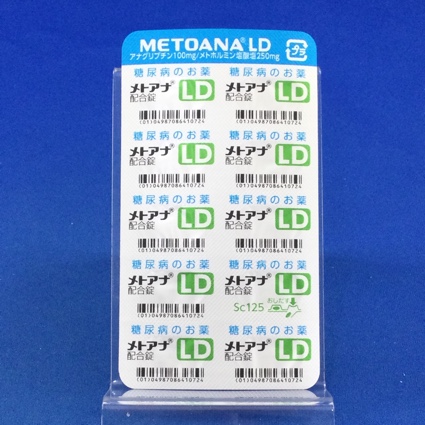 METOANA® LD
アナグリプチン100mg/メトホルミン塩酸塩250mg
プラ
糖尿病のお薬 糖尿病のお薬
メトアナ® LD メトアナ® LD
配合錠 配合錠
(01)04987086410724 (01)04987086410724
糖尿病のお薬 糖尿病のお薬
メトアナ® LD メトアナ® LD
配合錠 配合錠
(01)04987086410724 (01)04987086410724
糖尿病のお薬 糖尿病のお薬
メトアナ® LD メトアナ® LD
配合錠 配合錠
(01)04987086410724 (01)04987086410724
糖尿病のお薬 糖尿病のお薬
メトアナ® LD メトアナ® LD
配合錠 配合錠
(01)04987086410724 Sc125 おしだす
糖尿病のお薬 糖尿病のお薬
メトアナ® LD メトアナ® LD
配合錠 配合錠
(01)04987086410724 (01)04987086410724